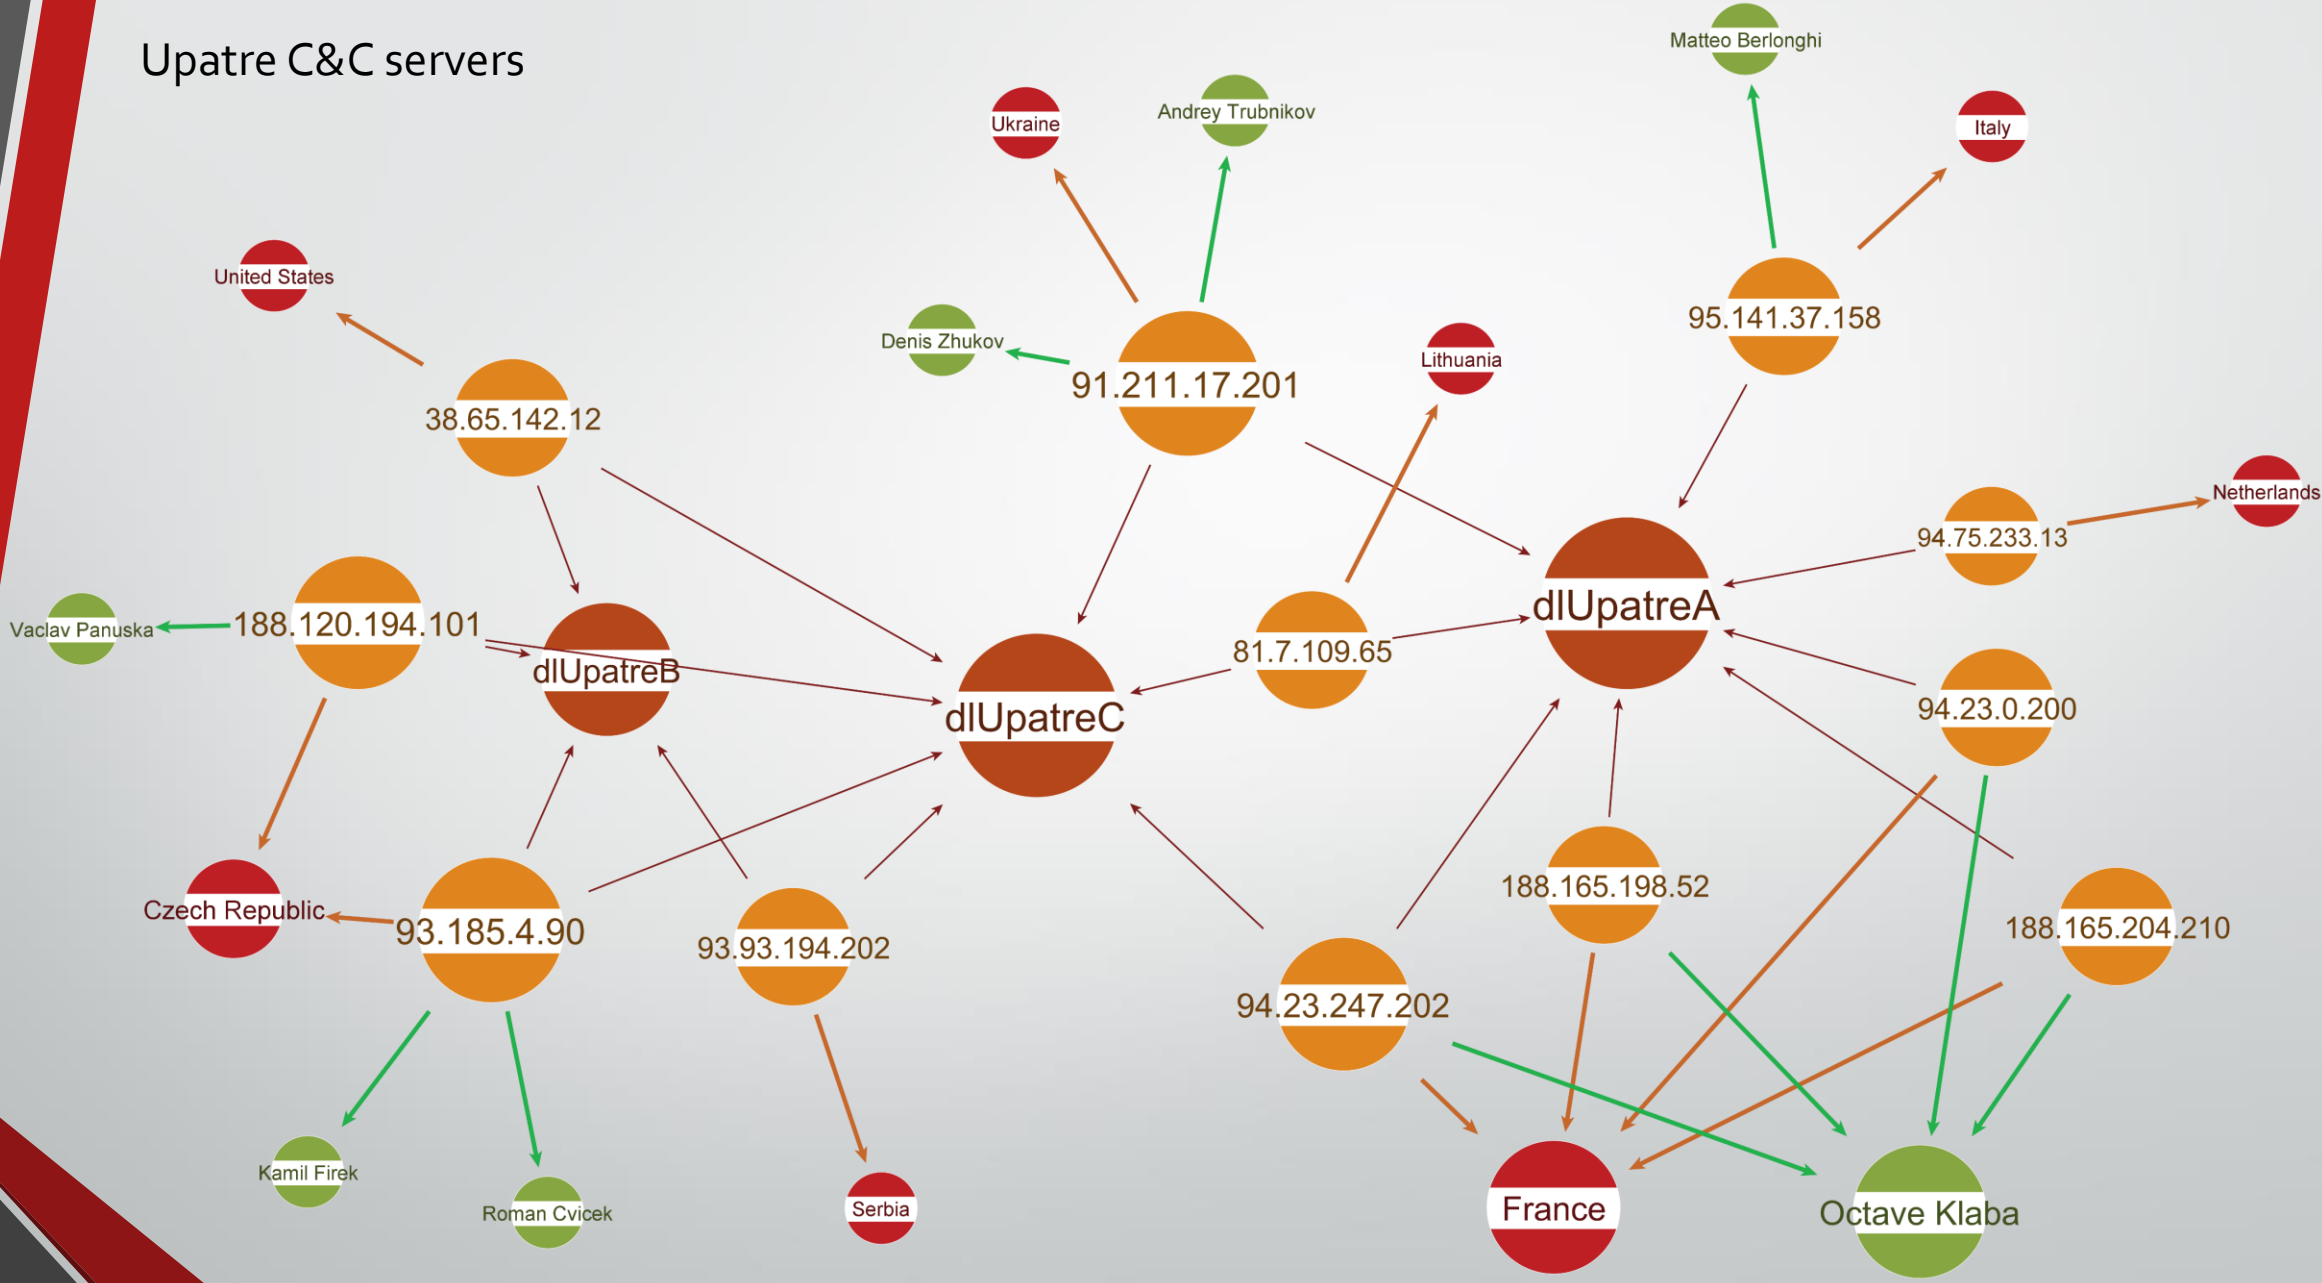 Upatre C&C servers
Matteo Berlonghi
Andrey Trubnikov
Ukraine
Italy
United States
95.141.37.158
Denis Zhukov
Lithuania
91.211.17.201
38.65.142.12
Netherlands
94.75.233.13
dlUpatreA
188.120.194.101
Vaclav Panuska
81.7.109.65
dlUpatreB
94.23.0.200
dlUpatreC
188.165.198.52
Czech Republic
93.185.4.90
188.165.204.210
93.93.194.202
94.23.247.202
Kamil Firek
Roman Cvicek
Serbia
France
Octave Klaba